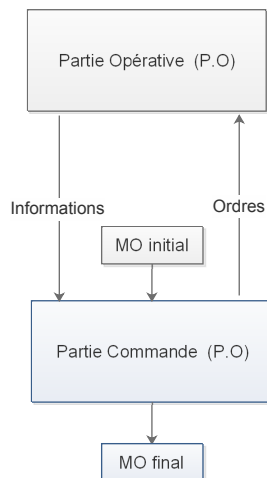 Partie Opérative (P.O)
Informations
Ordres
MO initial
Partie Commande (P.O)
MO final